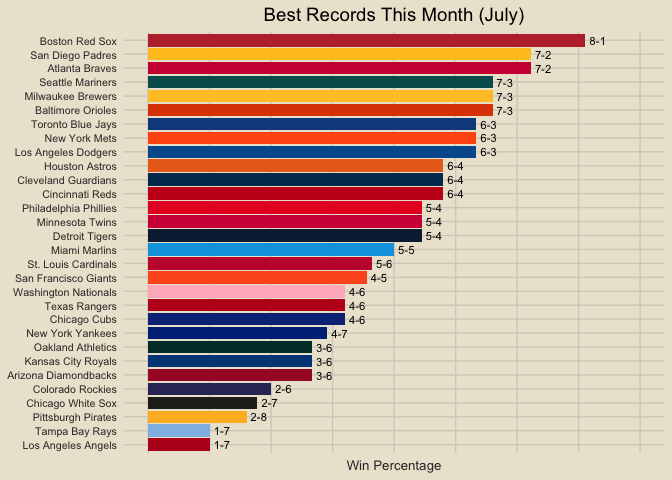 Best Records This Month (July)
Boston Red Sox 8-1
San Diego Padres 7-2
Atlanta Braves 7-2
Seattle Mariners 7-3
Milwaukee Brewers 7-3
Baltimore Orioles 7-3
Toronto Blue Jays 6-3
New York Mets 6-3
Los Angeles Dodgers 6-3
Houston Astros 6-4
Cleveland Guardians 6-4
Cincinnati Reds 6-4
Philadelphia Phillies 5-4
Minnesota Twins 5-4
Detroit Tigers 5-4
Miami Marlins 5-5
St. Louis Cardinals 5-6
San Francisco Giants 4-5
Washington Nationals 4-6
Texas Rangers 4-6
Chicago Cubs 4-6
New York Yankees 4-7
Oakland Athletics 3-6
Kansas City Royals 3-6
Arizona Diamondbacks 3-6
Colorado Rockies 2-6
Chicago White Sox 2-7
Pittsburgh Pirates 2-8
Tampa Bay Rays 1-7
Los Angeles Angels 1-7
Win Percentage